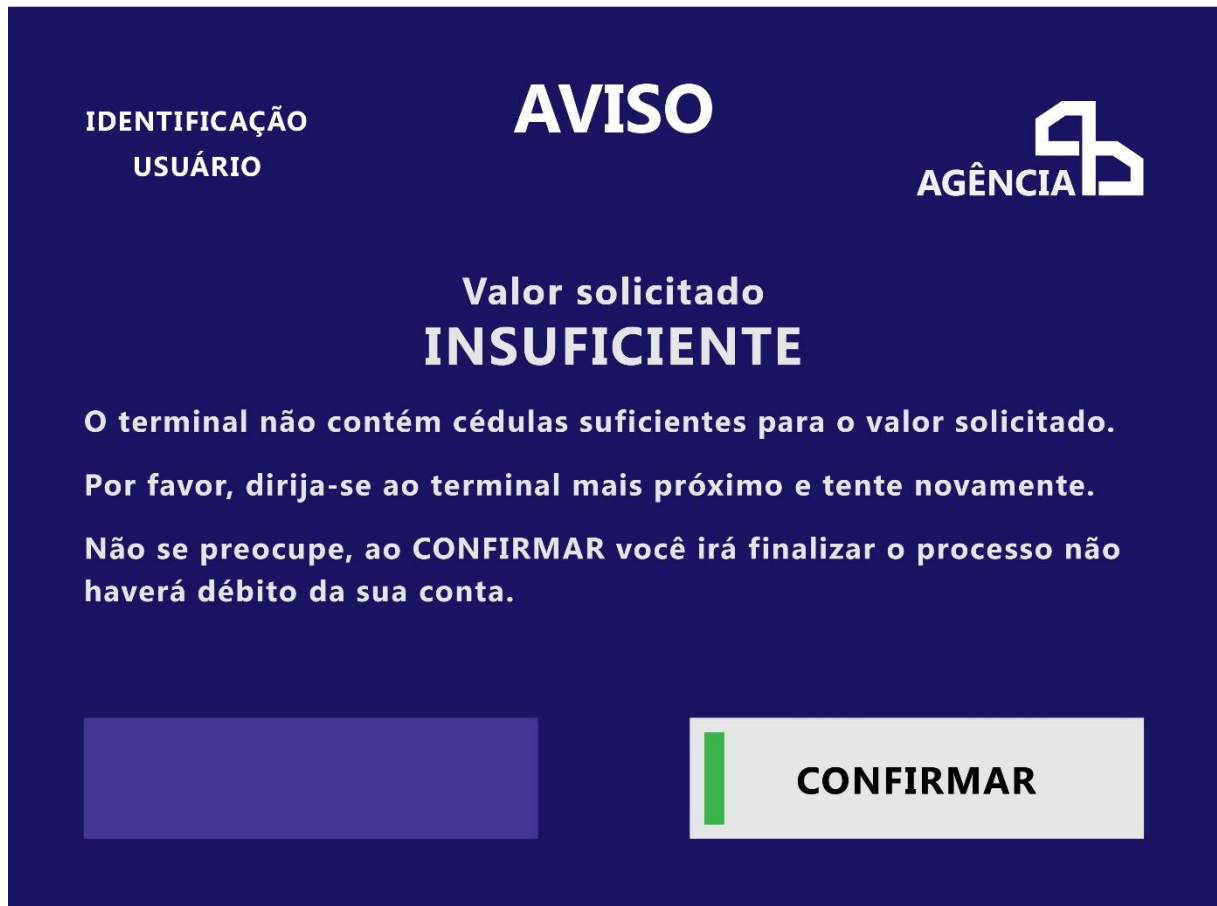 AVISO
IDENTIFICAÇÃO
USUÁRIO
AGÊNCIA
Valor solicitado
INSUFICIENTE
O terminal não contém cédulas suficientes para o valor solicitado.
Por favor, dirija-se ao terminal mais próximo e tente novamente.
Não se preocupe, ao CONFIRMAR você irá finalizar o processo não
haverá débito da sua conta.
CONFIRMAR